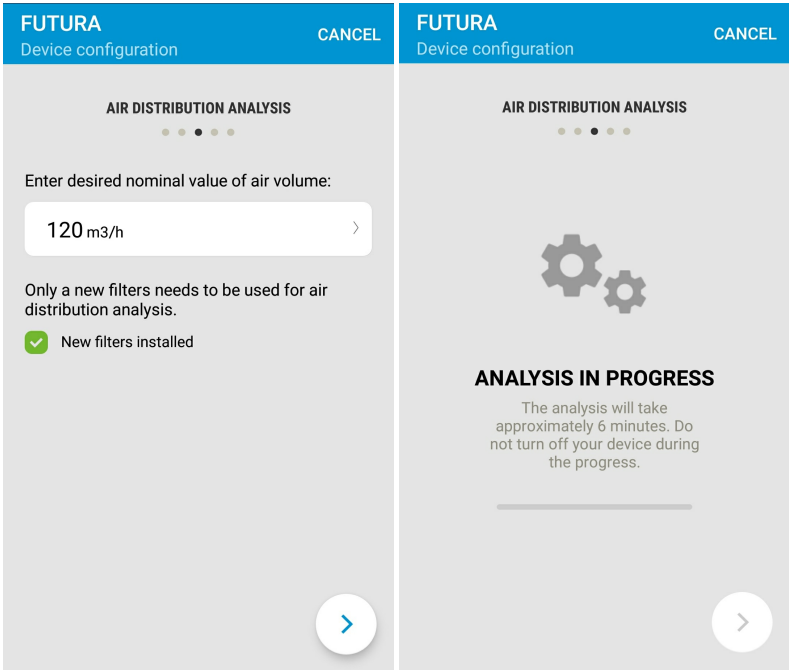 FUTURA
CANCEL
Device configuration
AIR DISTRIBUTION ANALYSIS
Enter desired nominal value of air volume:
120 m3/h
Only a new filters needs to be used for air
distribution analysis.
New filters installed
FUTURA
CANCEL
Device configuration
AIR DISTRIBUTION ANALYSIS
ANALYSIS IN PROGRESS
The analysis will take
approximately 6 minutes. Do
not turn off your device during
the progress.